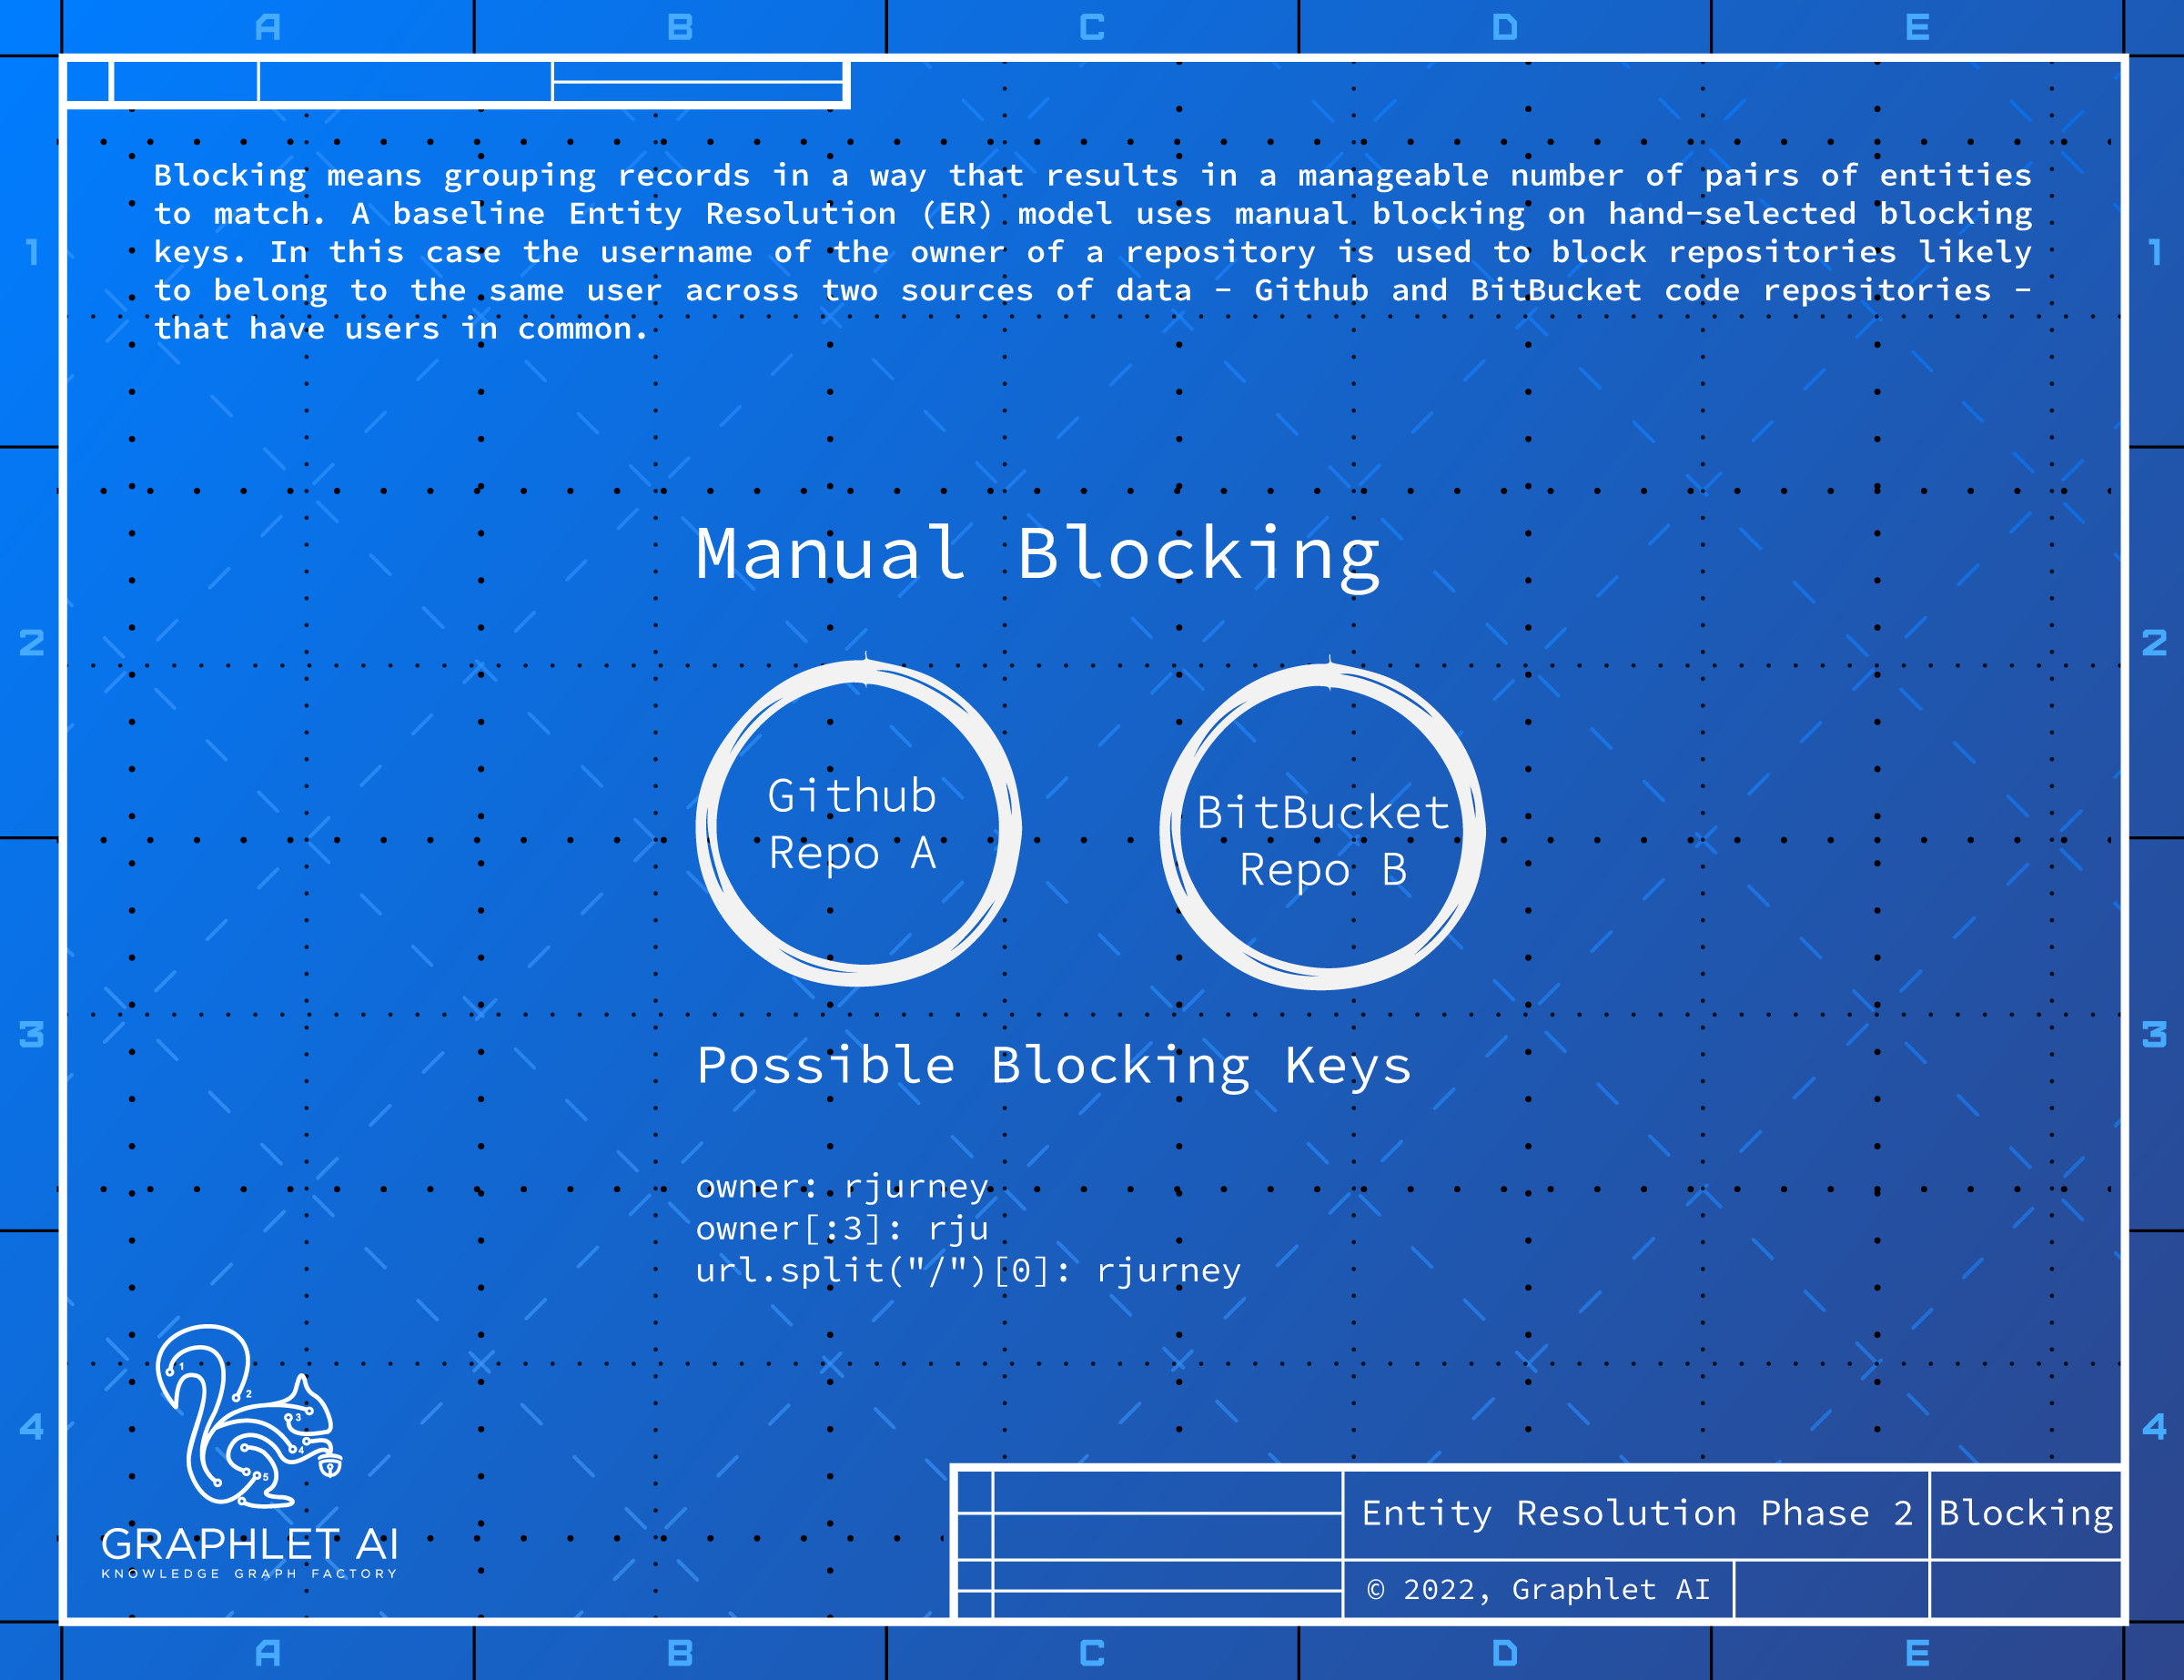 A B C D E
Blocking means grouping records in a way that results in a manageable number of pairs of entities
to match. A baseline Entity Resolution (ER) model uses manual blocking on hand-selected blocking
keys. In this case the username of the owner of a repository is used to block repositories likely
to belong to the same user across two sources of data - Github and BitBucket code repositories -
that have users in common.
1 1
Manual Blocking
2 2
Github
Repo A
BitBucket
Repo B
3 3
Possible Blocking Keys
owner: rjurney
owner[:3]: rju
url.split("/")[0]: rjurney
1
2
3
4
5
4 4
GRAPHLET AI
KNOWLEDGE GRAPH FACTORY
Entity Resolution Phase 2 Blocking
© 2022, Graphlet AI
A B C D E